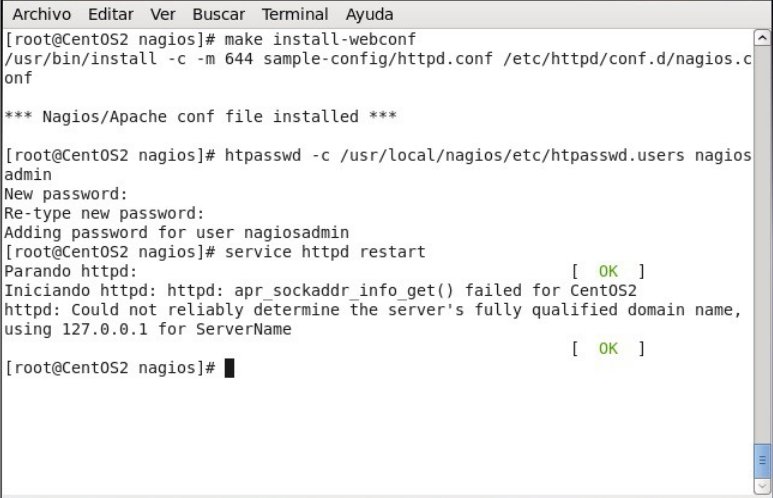 Archivo Editar Ver Buscar Terminal Ayuda
[root@CentOS2 nagios]# make install-webconf
/usr/bin/install -c -m 644 sample-config/httpd.conf /etc/httpd/conf.d/nagios.c
onf
*** Nagios/Apache conf file installed ***
[root@CentOS2 nagios]# htpasswd -c /usr/local/nagios/etc/htpasswd.users nagios
admin
New password:
Re-type new password:
Adding password for user nagiosadmin
[root@CentOS2 nagios]# service httpd restart
Parando httpd: [ OK ]
Iniciando httpd: httpd: apr_sockaddr_info_get() failed for CentOS2
httpd: Could not reliably determine the server's fully qualified domain name,
using 127.0.0.1 for ServerName
[ OK ]
[root@CentOS2 nagios]#